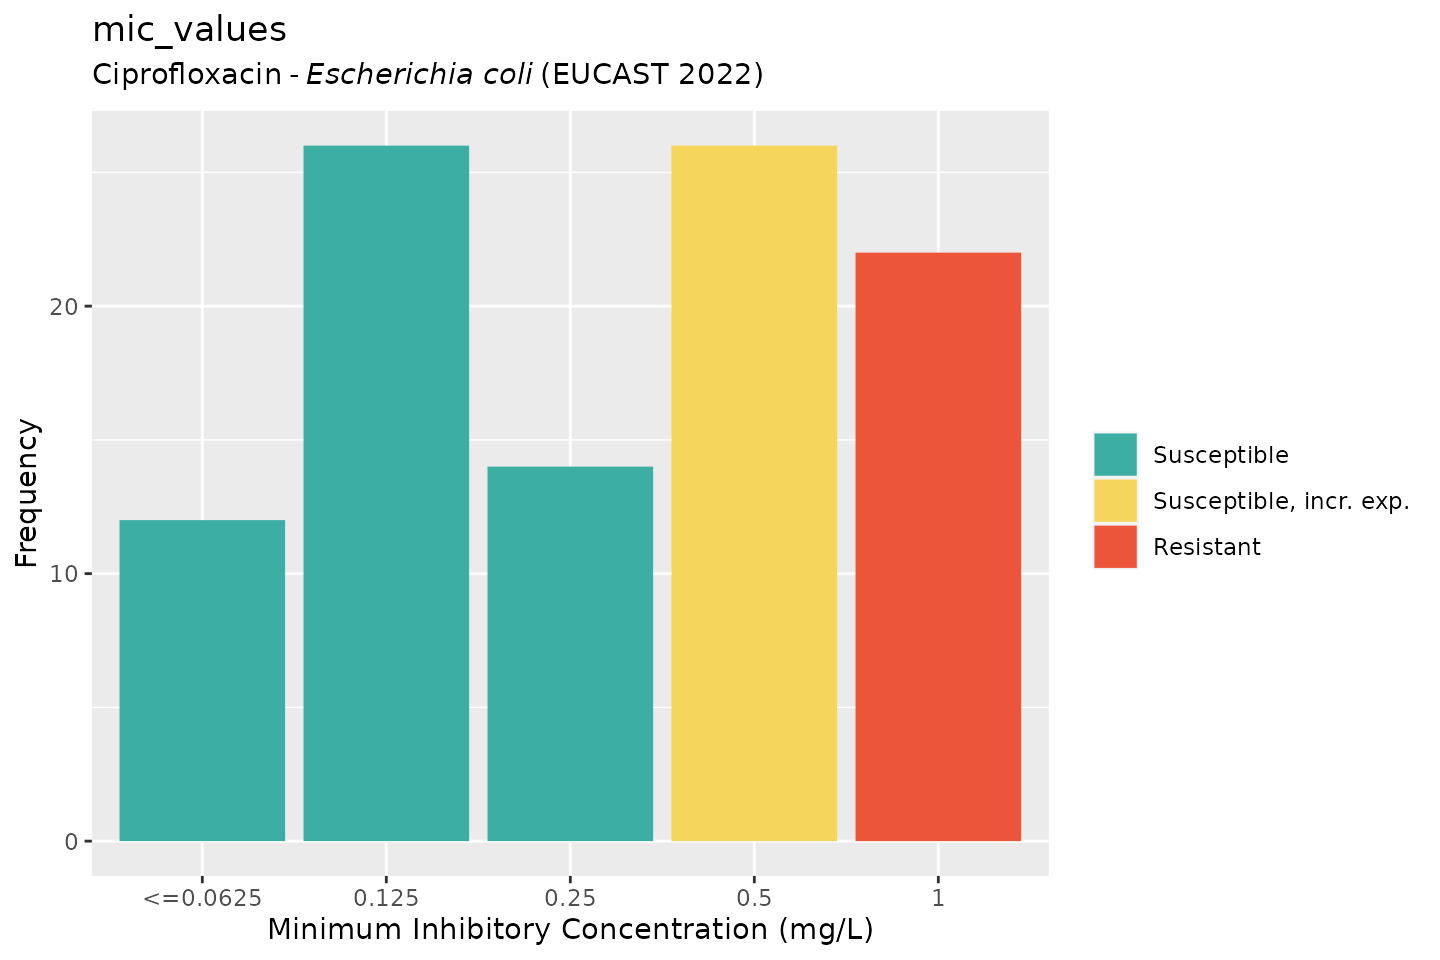 mic_values
Ciprofloxacin - Escherichia coli (EUCAST 2022)
Frequency
20
10
0
<=0.0625 0.125 0.25 0.5 1
Minimum Inhibitory Concentration (mg/L)
Susceptible
Susceptible, incr. exp.
Resistant